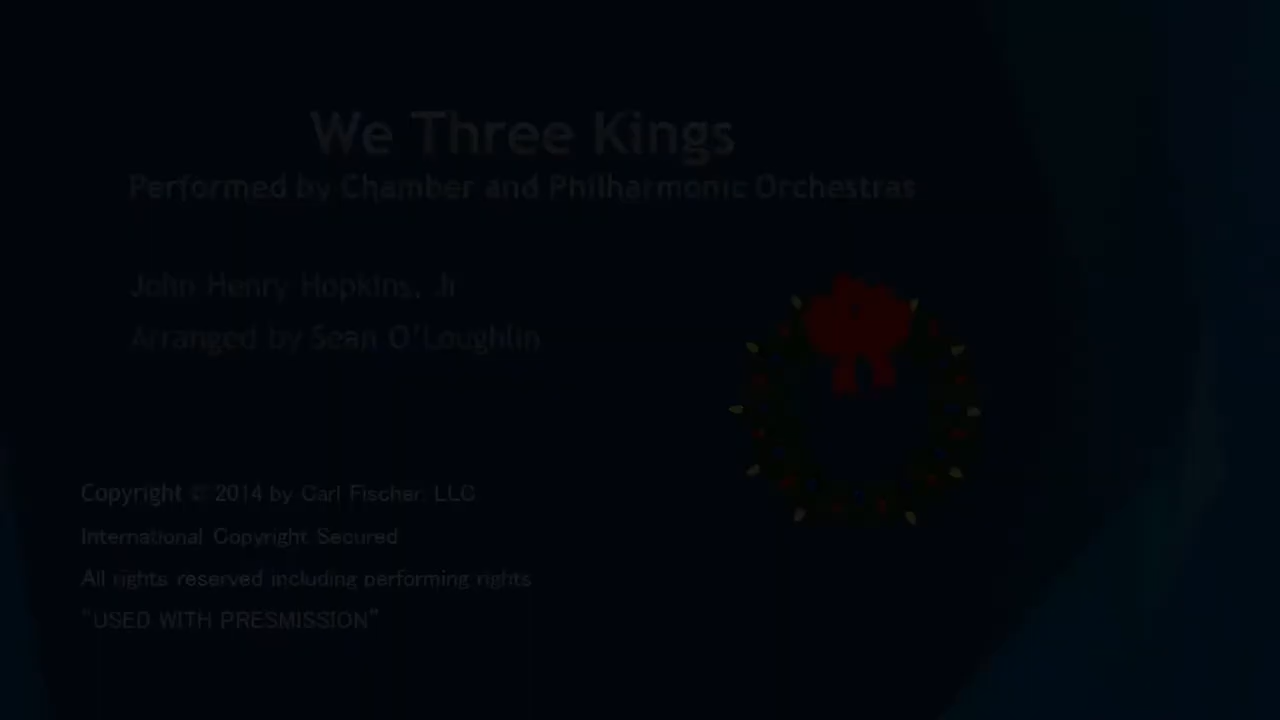 We Three Kings
Performed by Chamber and Philharmonic Orchestras
John Henry Hopkins, Jr
Arranged by Sean O'Loughlin
Copyright © 2014 by Carl Fischer, LLC
International Copyright Secured
All rights reserved including performing rights
"USED WITH PRESMISSION"